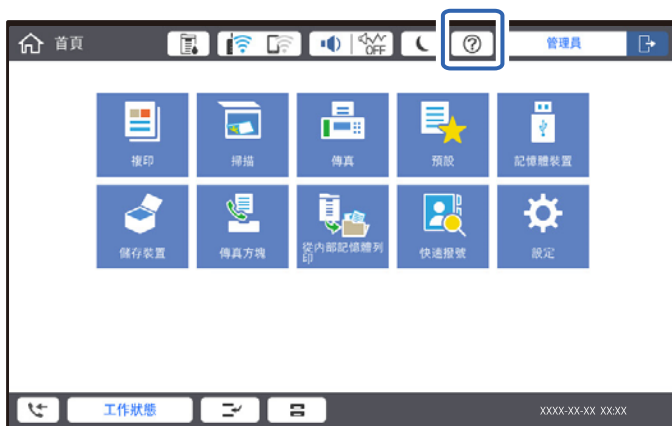 首頁
OFF
管理員
複印
掃描
傳真
預設
記憶體裝置
儲存裝置
傳真方塊
從內部記憶體列
印
快速撥號
設定
工作狀態
XXXX-XX-XX XX:XX